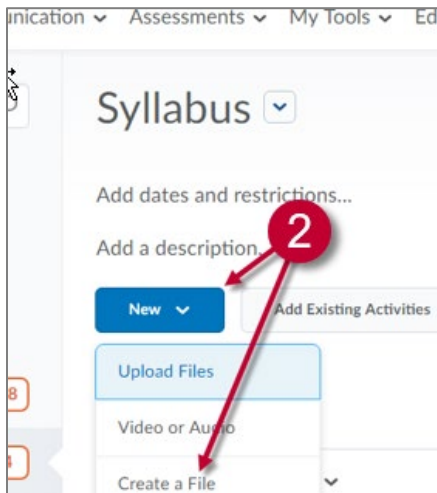 unication Assessments My Tools Ed
Syllabus
Add dates and restrictions...
Add a description.
2
New Add Existing Activities
Upload Files
8
Video or Audio
4
Create a File